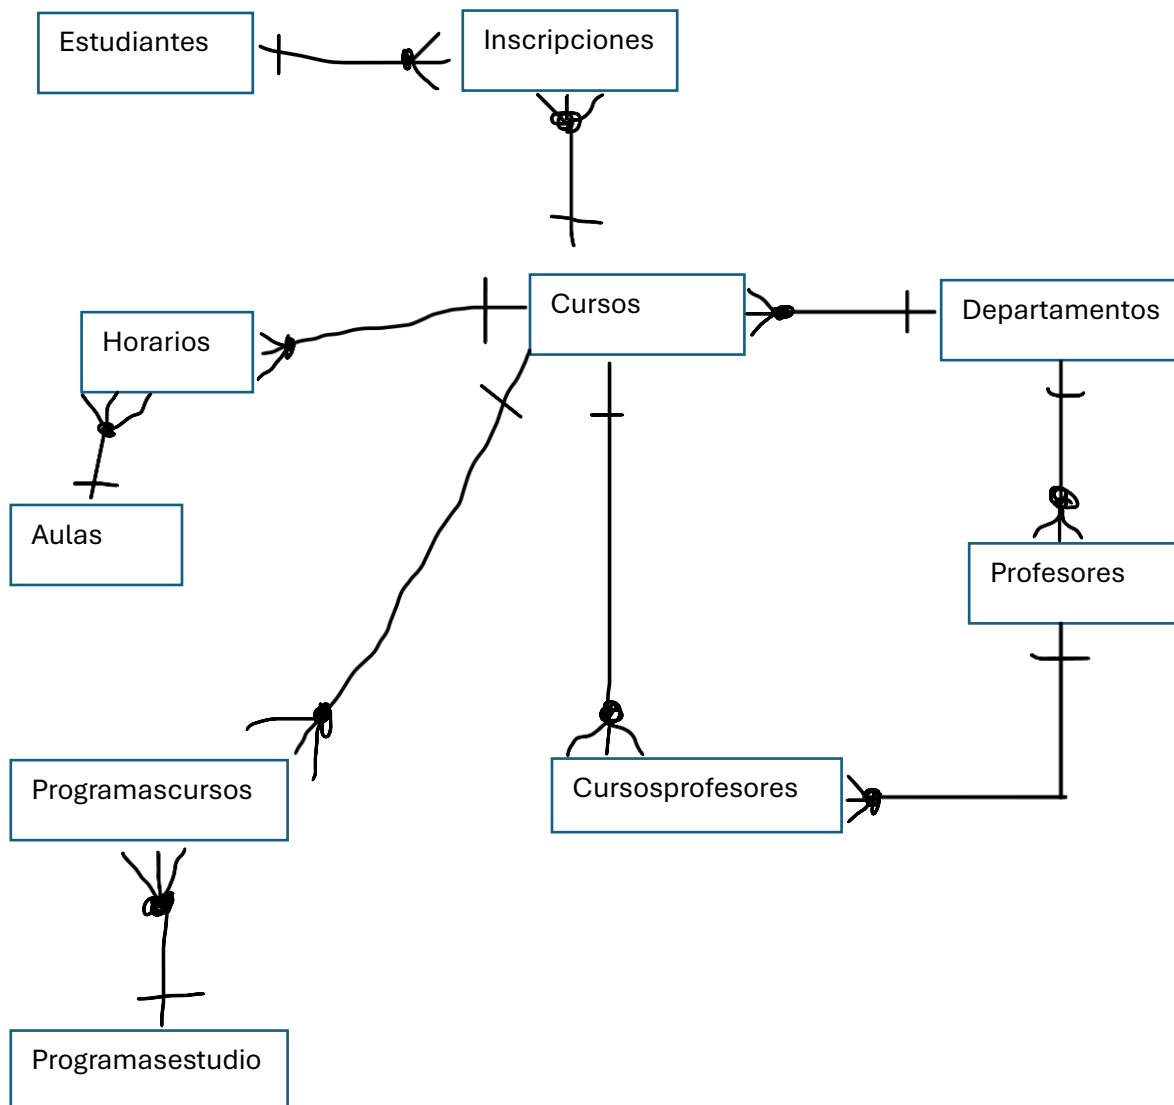 Estudiantes
Inscripciones
Cursos
Departamentos
Horarios
Aulas
Profesores
Programascursos
Cursosprofesores
Programasestudio